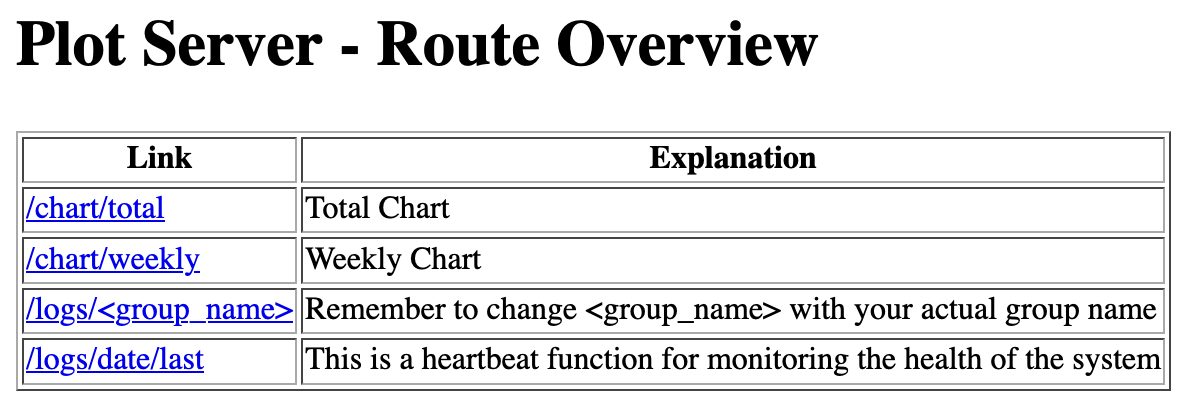 Plot Server - Route Overview
Link Explanation
/chart/total Total Chart
/chart/weekly Weekly Chart
/logs/<group_name> Remember to change <group_name> with your actual group name
/logs/date/last This is a heartbeat function for monitoring the health of the system